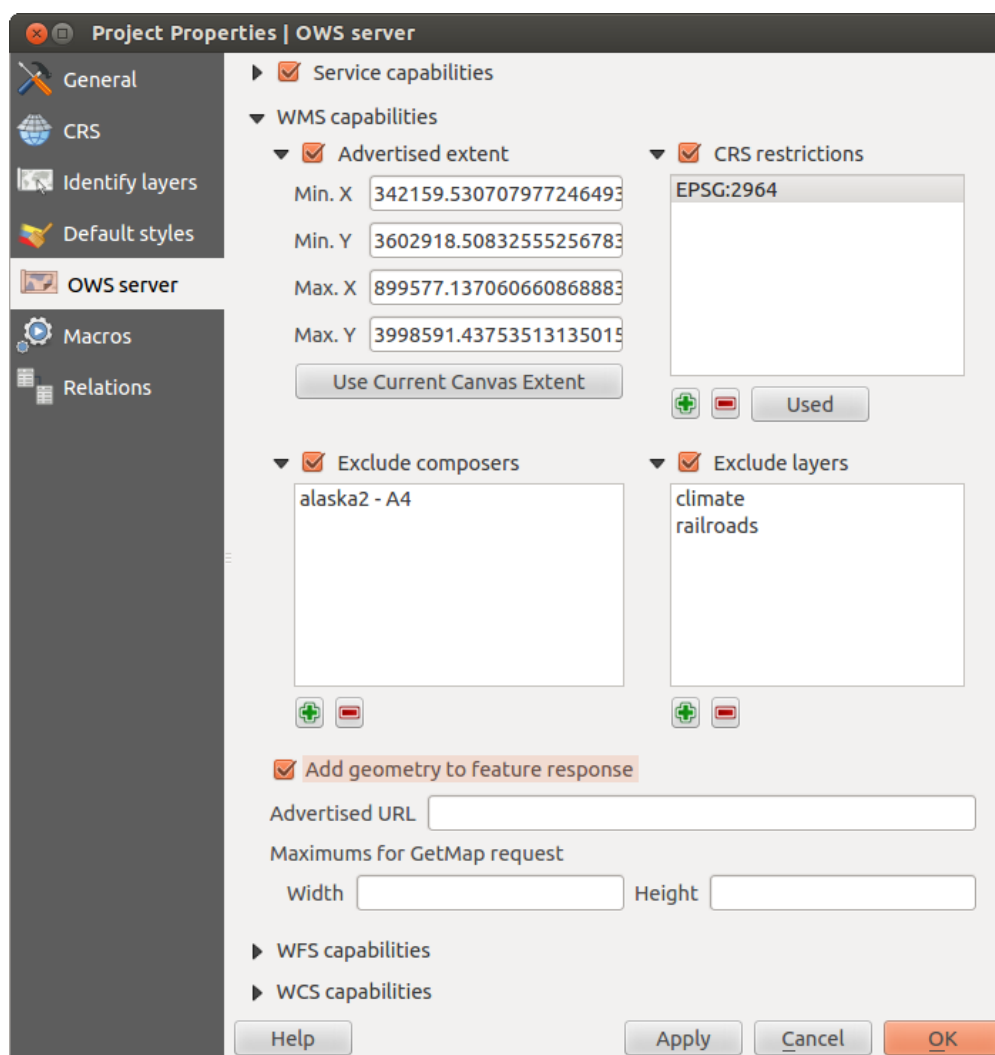 Project Properties | OWS server
General
CRS
Identify layers
Default styles
OWS server
Macros
Relations
Service capabilities
WMS capabilities
Advertised extent
Min. X 342159.530707977246493
Min. Y 3602918.50832555256783
Max. X 899577.137060660868883
Max. Y 3998591.43753513135015
Use Current Canvas Extent
CRS restrictions
EPSG:2964
Used
Exclude composers
alaska2 - A4
Exclude layers
climate
railroads
Add geometry to feature response
Advertised URL
Maximums for GetMap request
Width Height
WFS capabilities
WCS capabilities
Help Apply Cancel OK